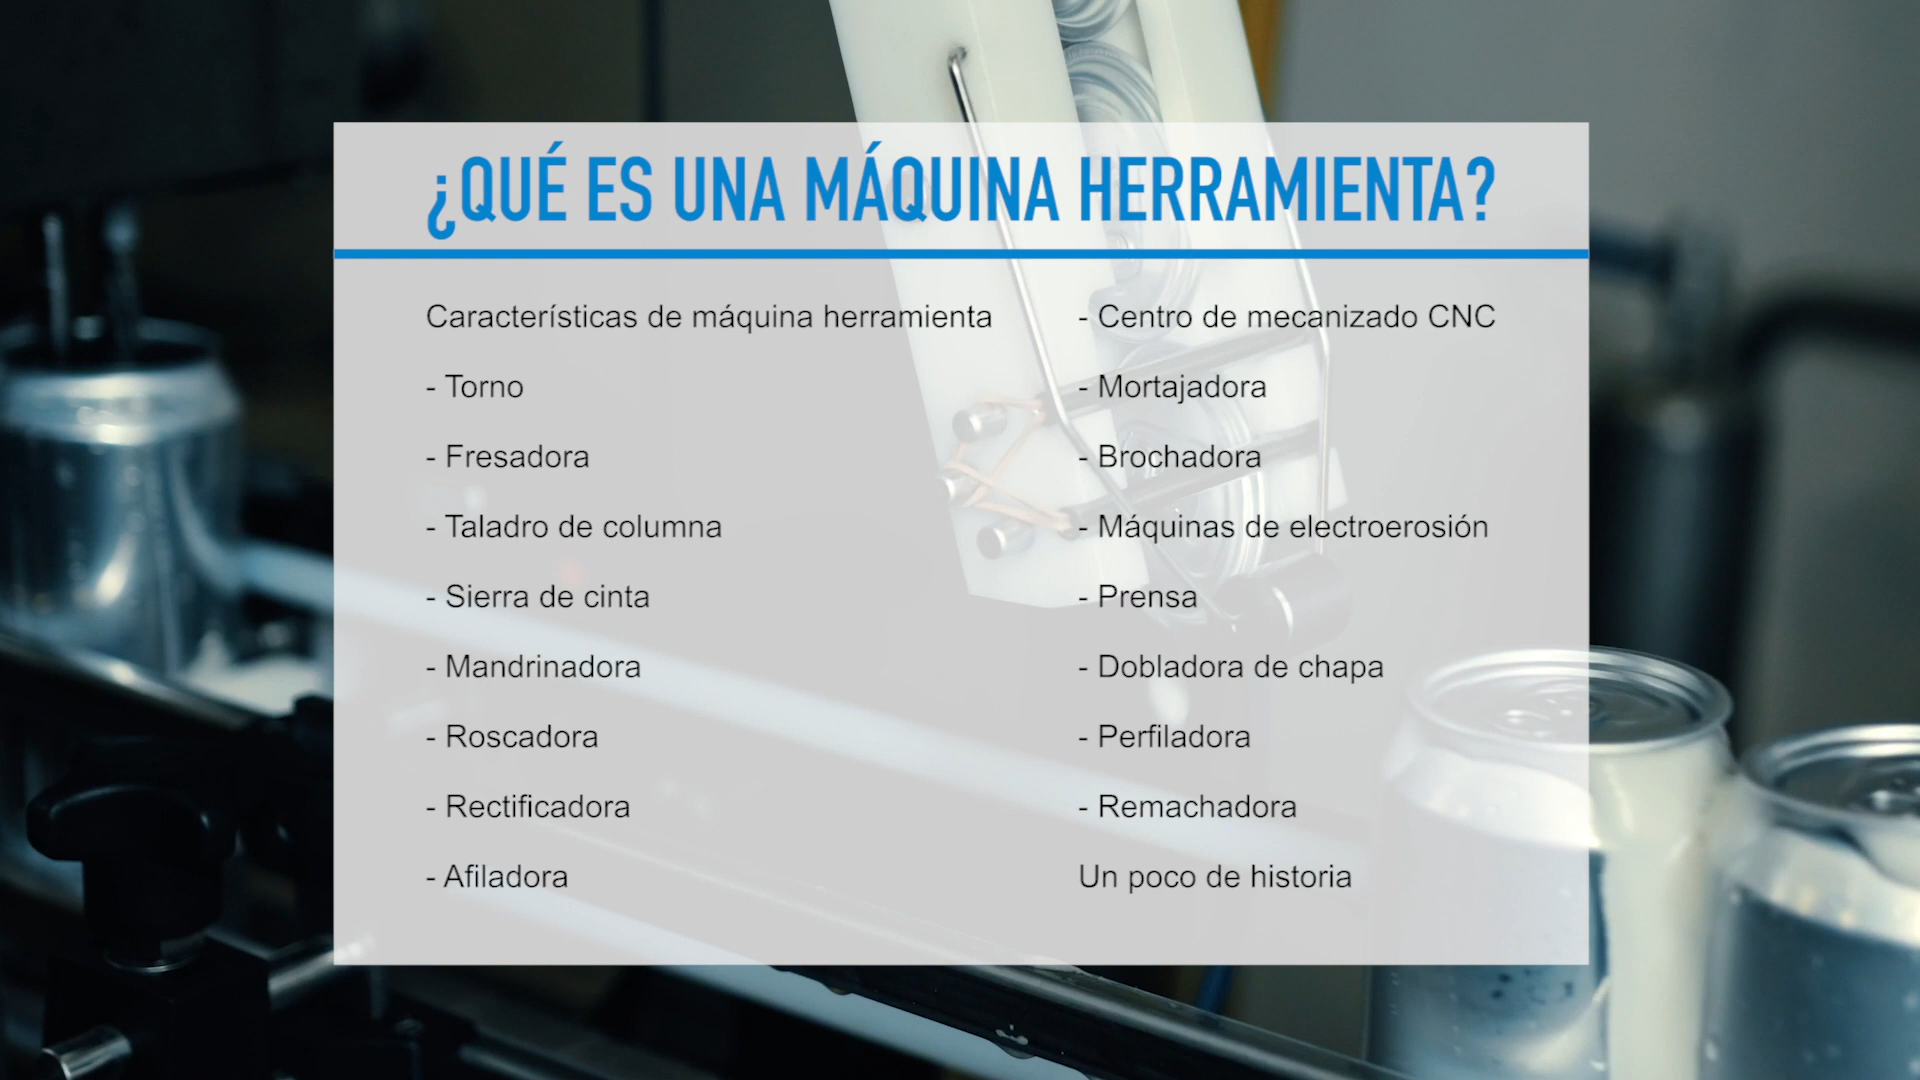 ¿QUÉ ES UNA MÁQUINA HERRAMIENTA?
Características de máquina herramienta
- Torno
- Fresadora
- Taladro de columna
- Sierra de cinta
- Mandrinadora
- Roscadora
- Rectificadora
- Afiladora
- Centro de mecanizado CNC
- Mortajadora
- Brochadora
- Máquinas de electroerosión
- Prensa
- Dobladora de chapa
- Perfiladora
- Remachadora
Un poco de historia